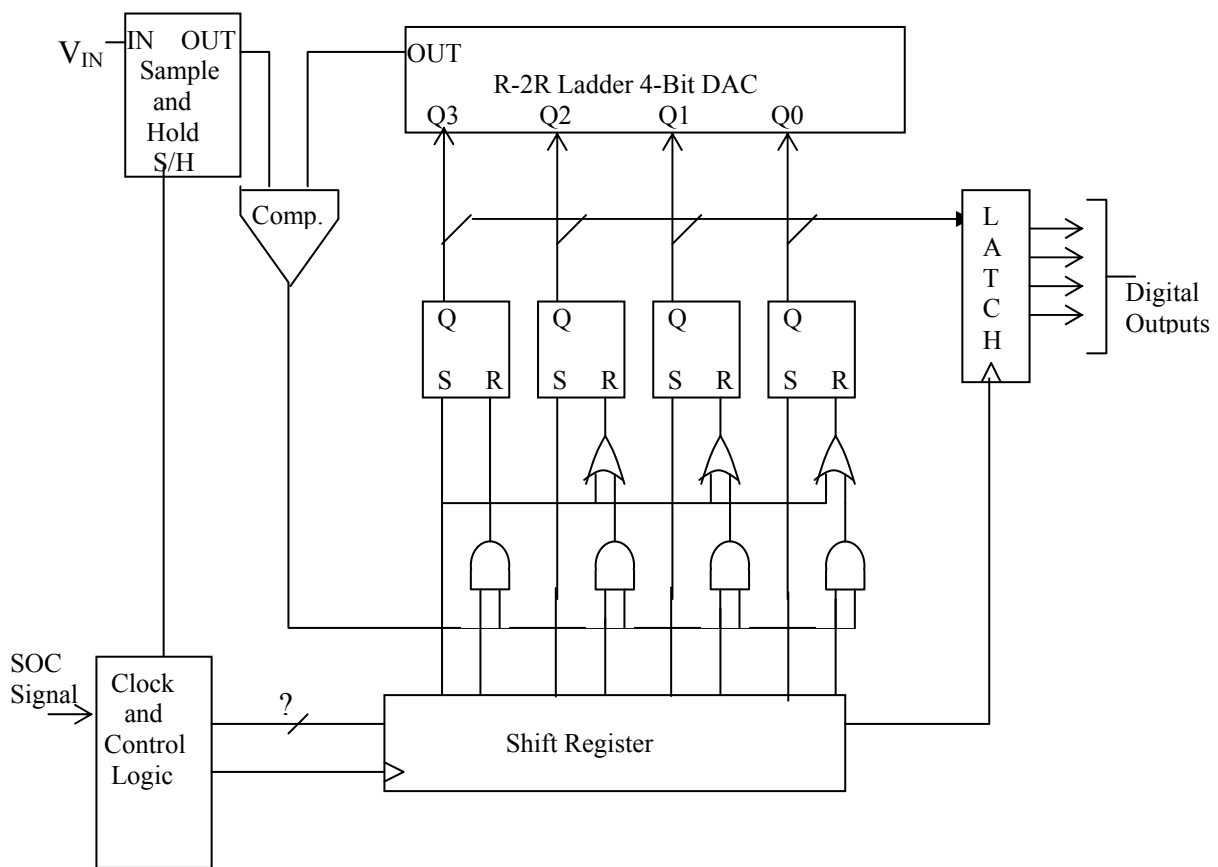 V_IN
IN OUT
Sample
and
Hold
S/H
OUT
R-2R Ladder 4-Bit DAC
Q3 Q2 Q1 Q0
Comp.
L
A
T
C
H
Digital
Outputs
Q Q Q Q
S R S R S R S R
SOC
Signal
Clock
and
Control
Logic
?
Shift Register